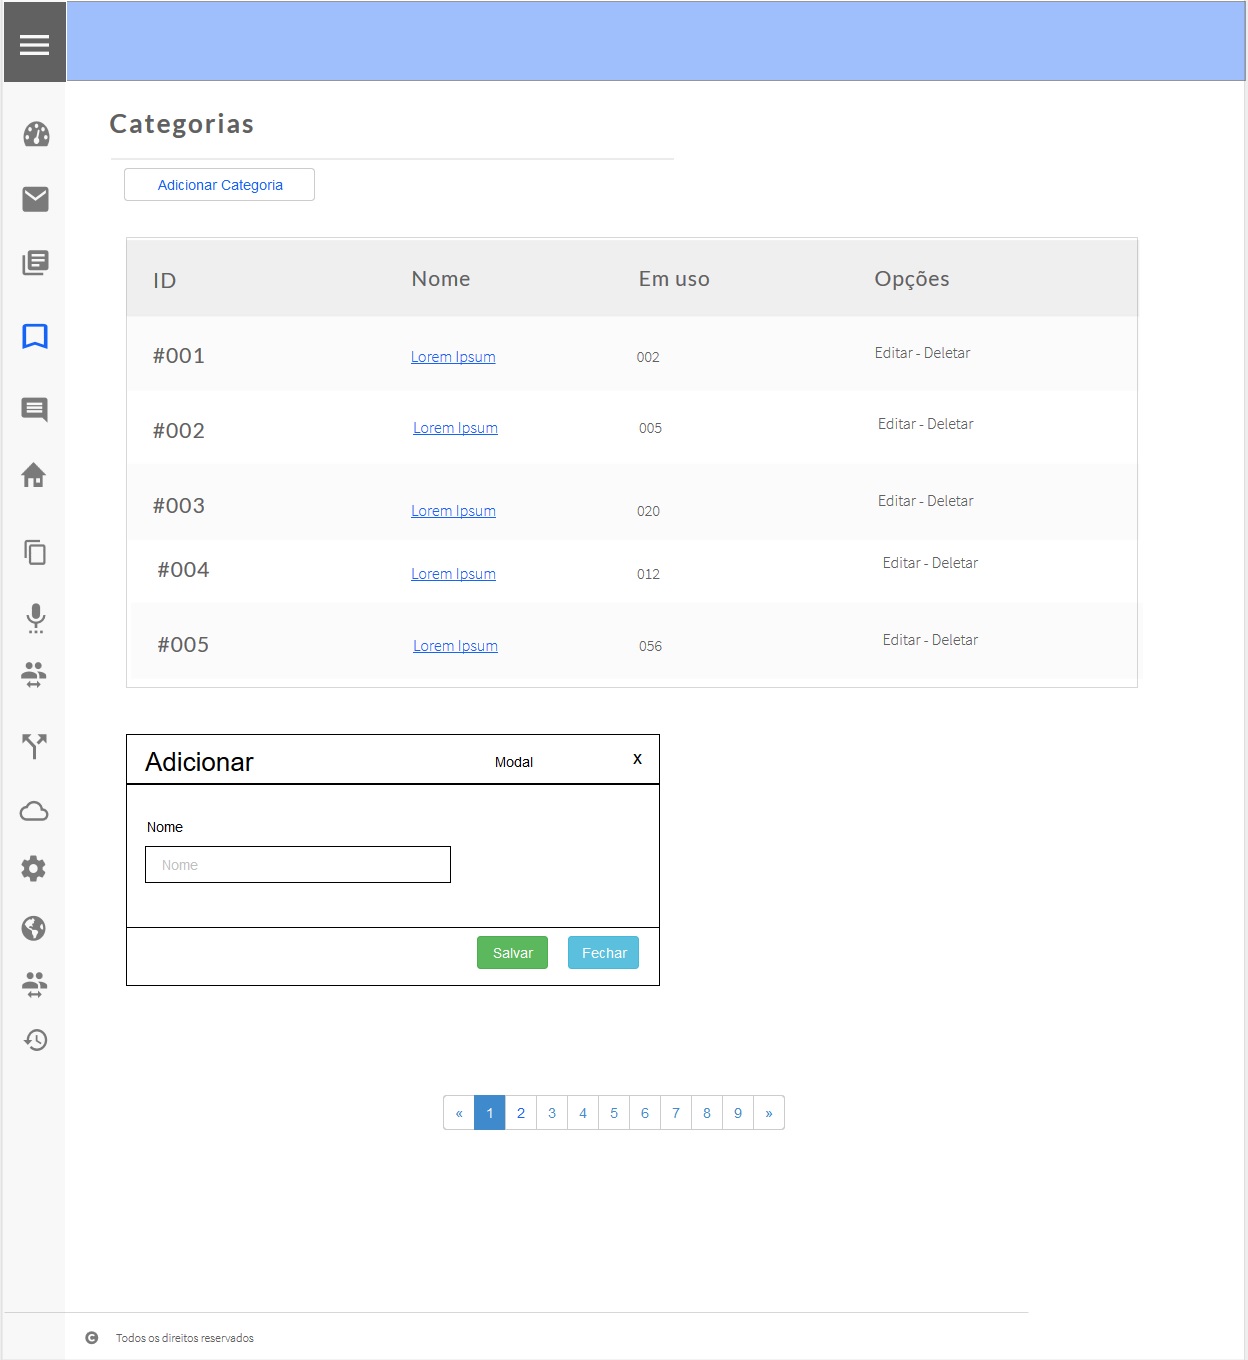 Categorias
Adicionar Categoria
ID Nome Em uso Opções
#001 Lorem Ipsum 002 Editar - Deletar
#002 Lorem Ipsum 005 Editar - Deletar
#003 Lorem Ipsum 020 Editar - Deletar
#004 Lorem Ipsum 012 Editar - Deletar
#005 Lorem Ipsum 056 Editar - Deletar
Adicionar Modal x
Nome
Nome
Salvar Fechar
« 1 2 3 4 5 6 7 8 9 »
© Todos os direitos reservados